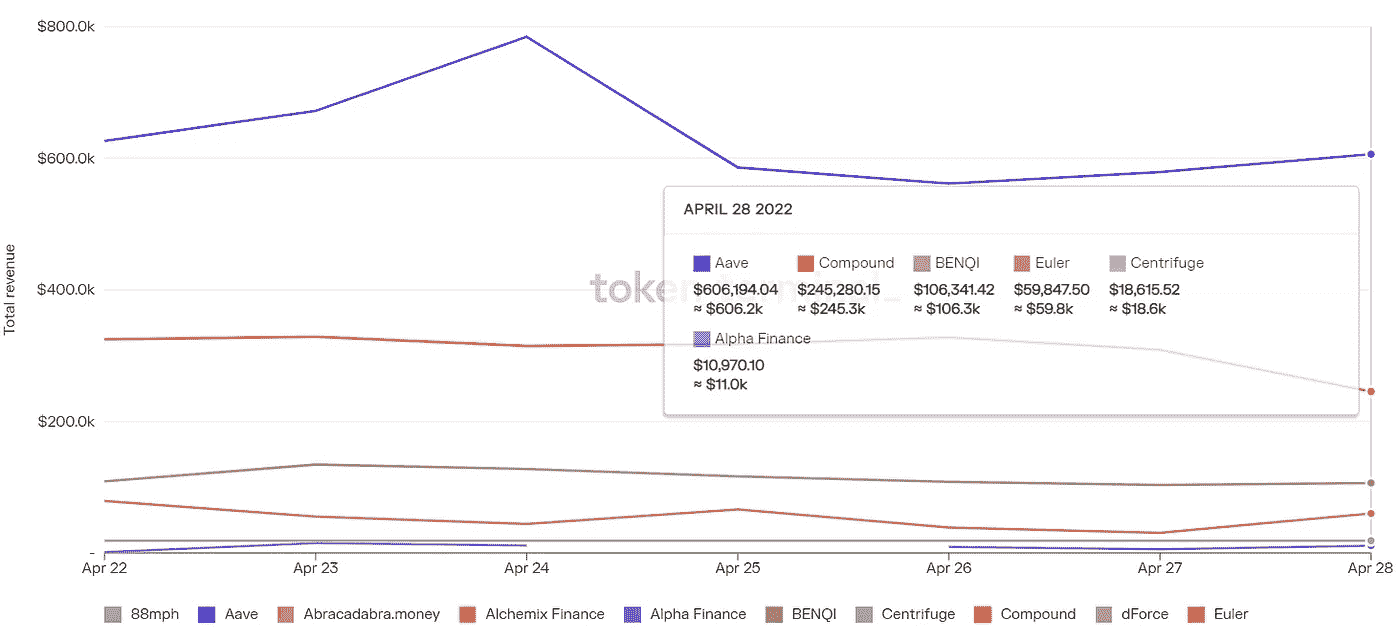 $800.0k
$600.0k
$400.0k
$200.0k
-
Total revenue
APRIL 28 2022
Aave Compound BENQI Euler Centrifuge
$606,194.04 $245,280.15 $106,341.42 $59,847.50 $18,615.52
≈ $606.2k ≈ $245.3k ≈ $106.3k ≈ $59.8k ≈ $18.6k
Alpha Finance
$10,970.10
≈ $11.0k
Apr 22 Apr 23 Apr 24 Apr 25 Apr 26 Apr 27 Apr 28
88mph Aave Abracadabra.money Alchemix Finance Alpha Finance BENQI Centrifuge Compound dForce Euler